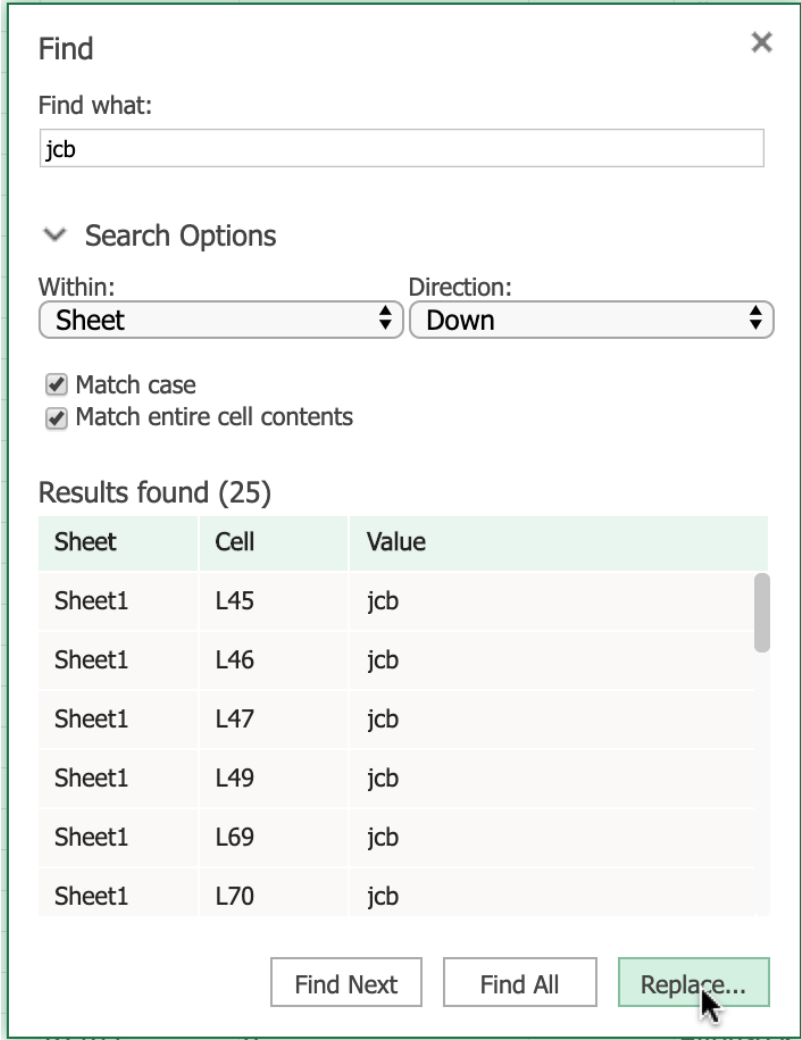 Find
Find what:
jcb
Search Options
Within: Direction:
Sheet Down
Match case
Match entire cell contents
Results found (25)
Sheet Cell Value
Sheet1 L45 jcb
Sheet1 L46 jcb
Sheet1 L47 jcb
Sheet1 L49 jcb
Sheet1 L69 jcb
Sheet1 L70 jcb
Find Next Find All Replace...